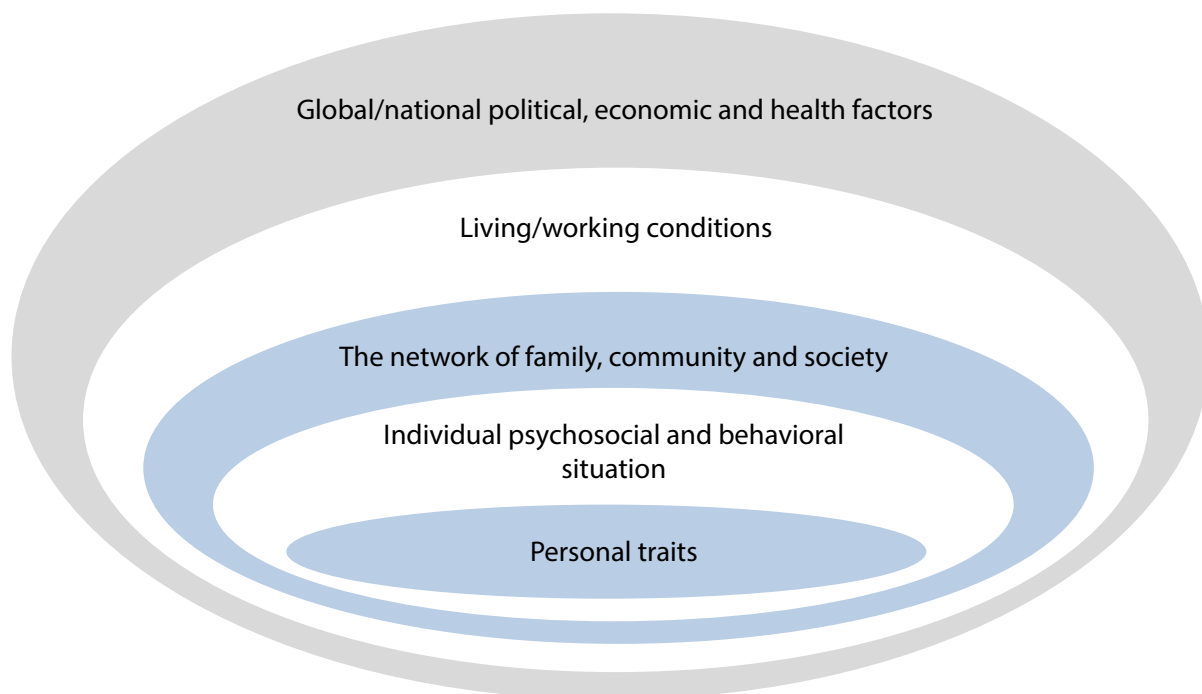 Global/national political, economic and health factors
Living/working conditions
The network of family, community and society
Individual psychosocial and behavioral
situation
Personal traits